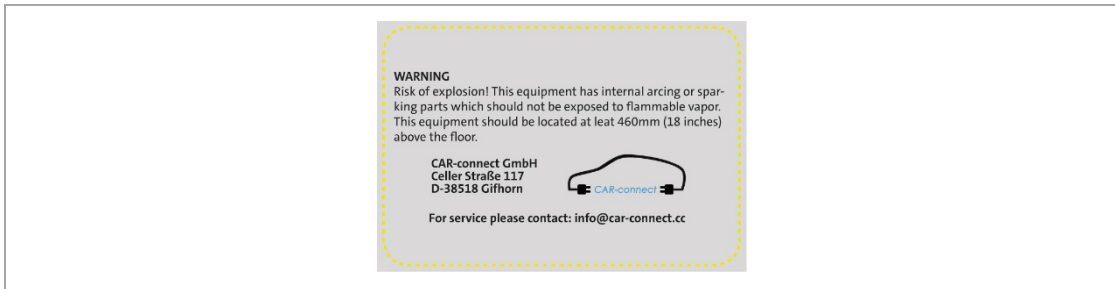 WARNING
Risk of explosion! This equipment has internal arcing or spar-
king parts which should not be exposed to flammable vapor.
This equipment should be located at leat 460mm (18 inches)
above the floor.
CAR-connect GmbH
Celler Straße 117
D-38518 Gifhorn
CAR-connect
For service please contact: info@car-connect.cc